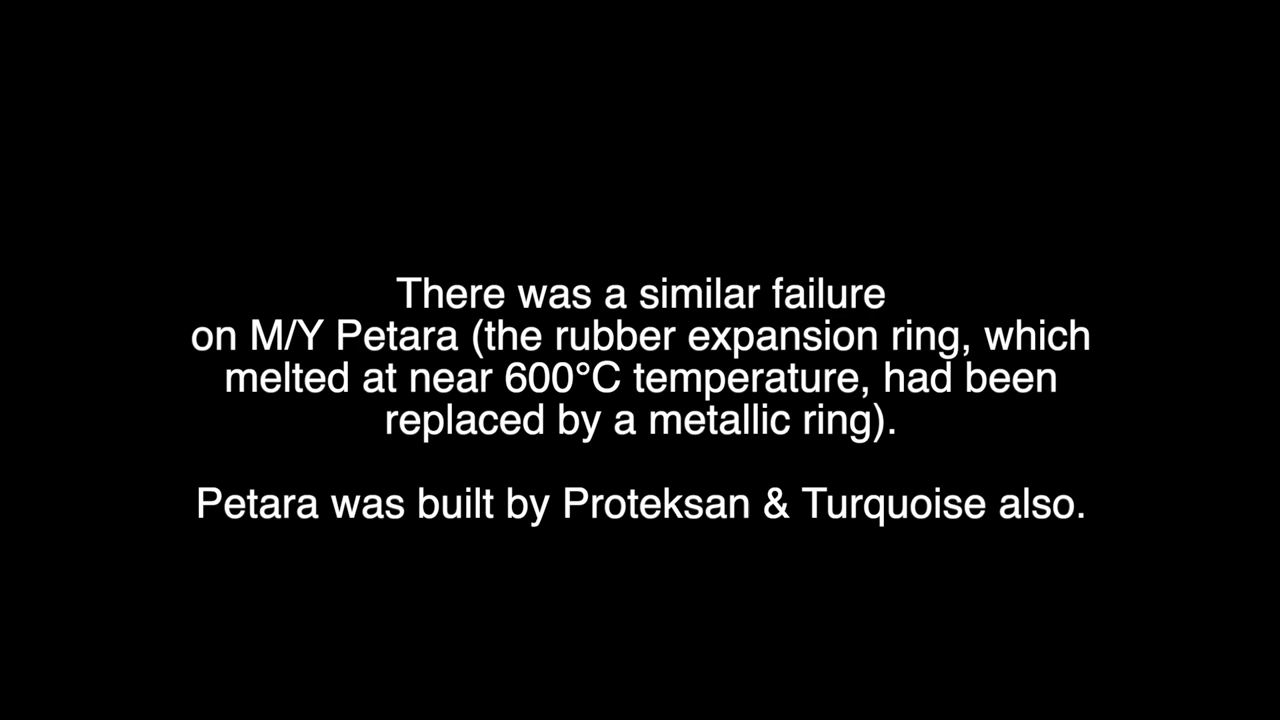 There was a similar failure
on M/Y Petara (the rubber expansion ring, which
melted at near 600°C temperature, had been
replaced by a metallic ring).
Petara was built by Proteksan & Turquoise also.